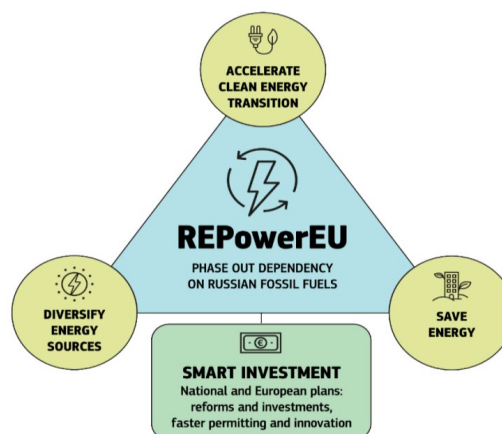 ACCELERATE
CLEAN ENERGY
TRANSITION
REPowerEU
PHASE OUT DEPENDENCY
ON RUSSIAN FOSSIL FUELS
DIVERSIFY
ENERGY
SOURCES
SAVE
ENERGY
€
SMART INVESTMENT
National and European plans:
reforms and investments,
faster permitting and innovation